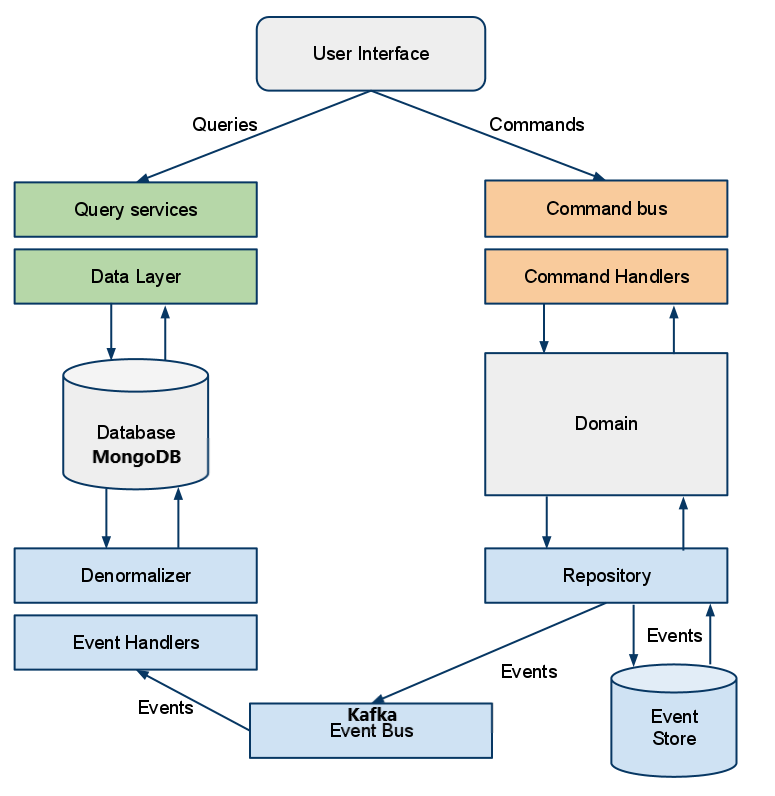 User Interface
Queries
Commands
Query services
Command bus
Data Layer
Command Handlers
Database
MongoDB
Domain
Denormalizer
Repository
Event Handlers
Events
Events
Events
Kafka
Event Bus
Event
Store